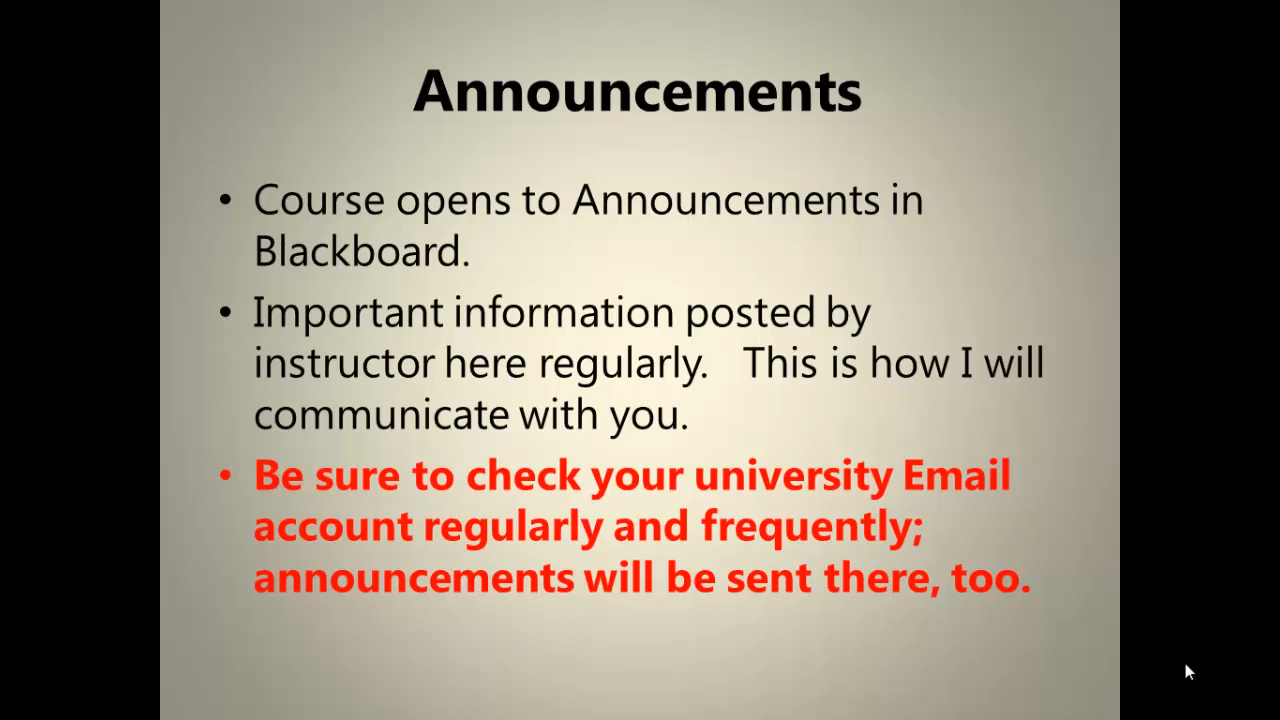 Announcements
• Course opens to Announcements in
Blackboard.
• Important information posted by
instructor here regularly.   This is how I will
communicate with you.
• Be sure to check your university Email
account regularly and frequently;
announcements will be sent there, too.